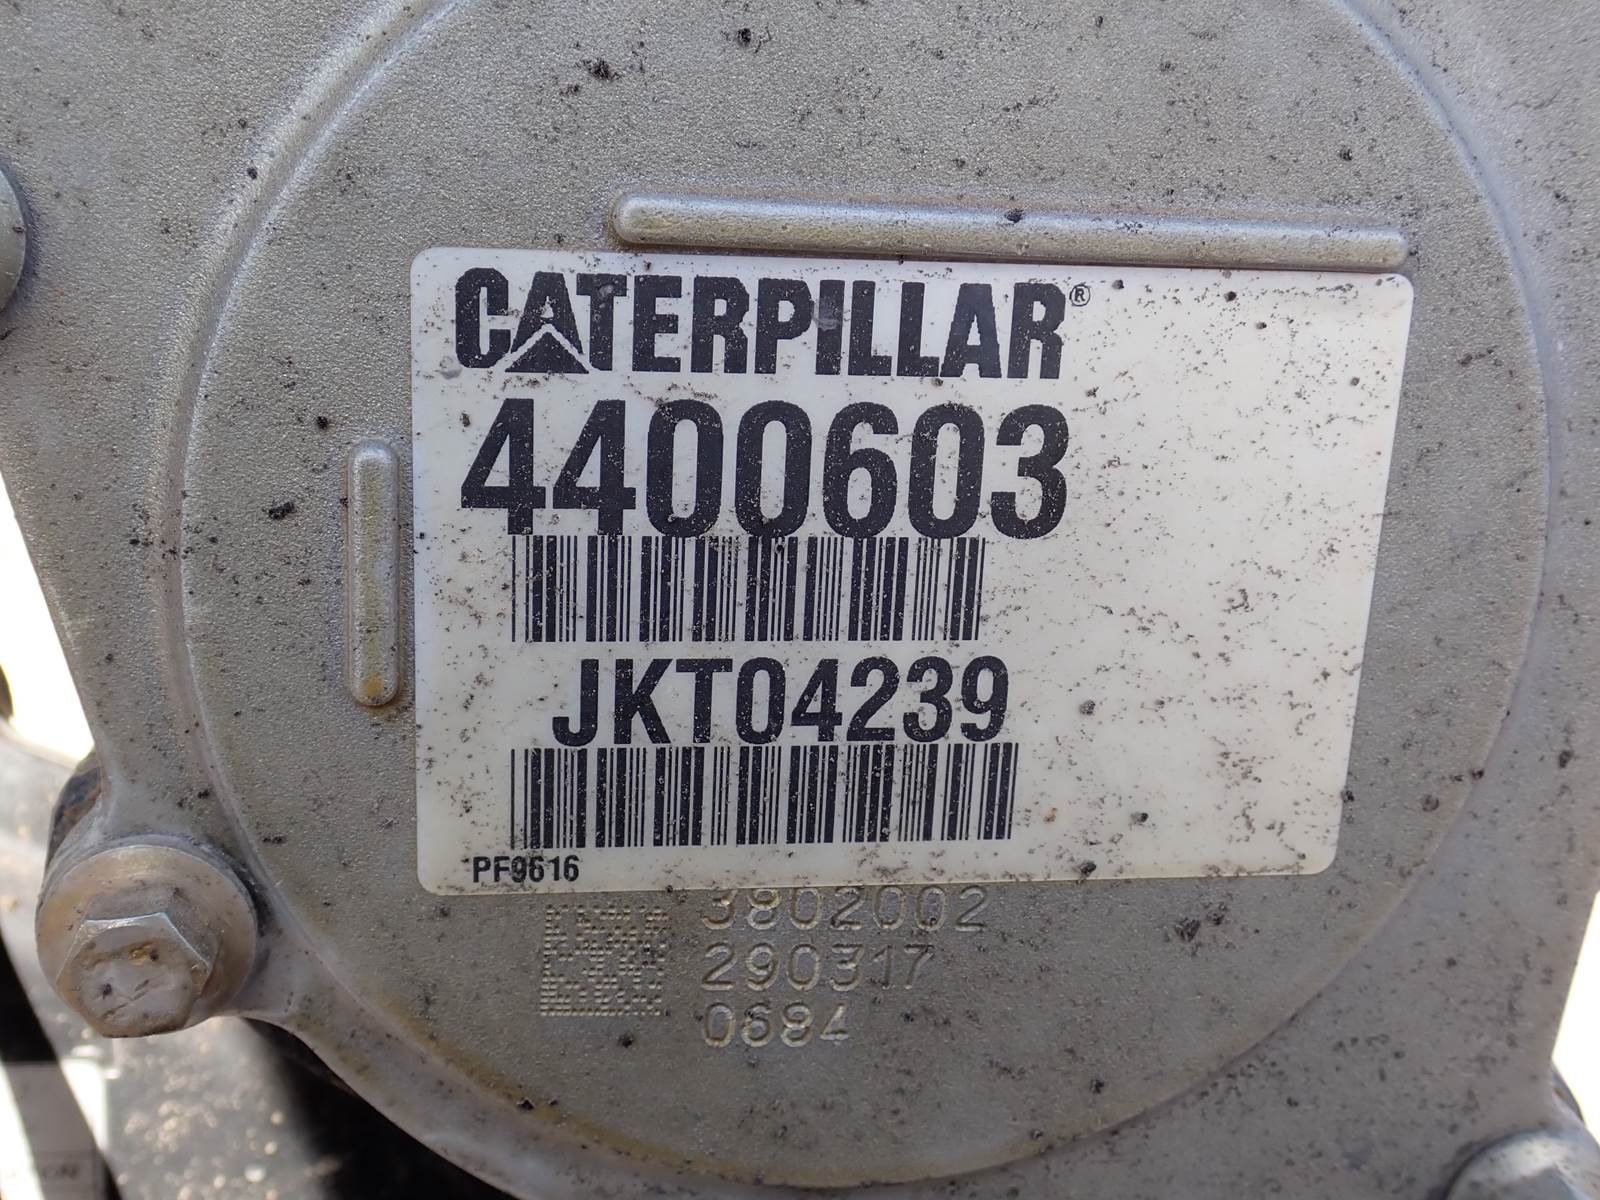 CATERPILLAR®
4400603
JKT04239
PF9616
3802002
290317
0684